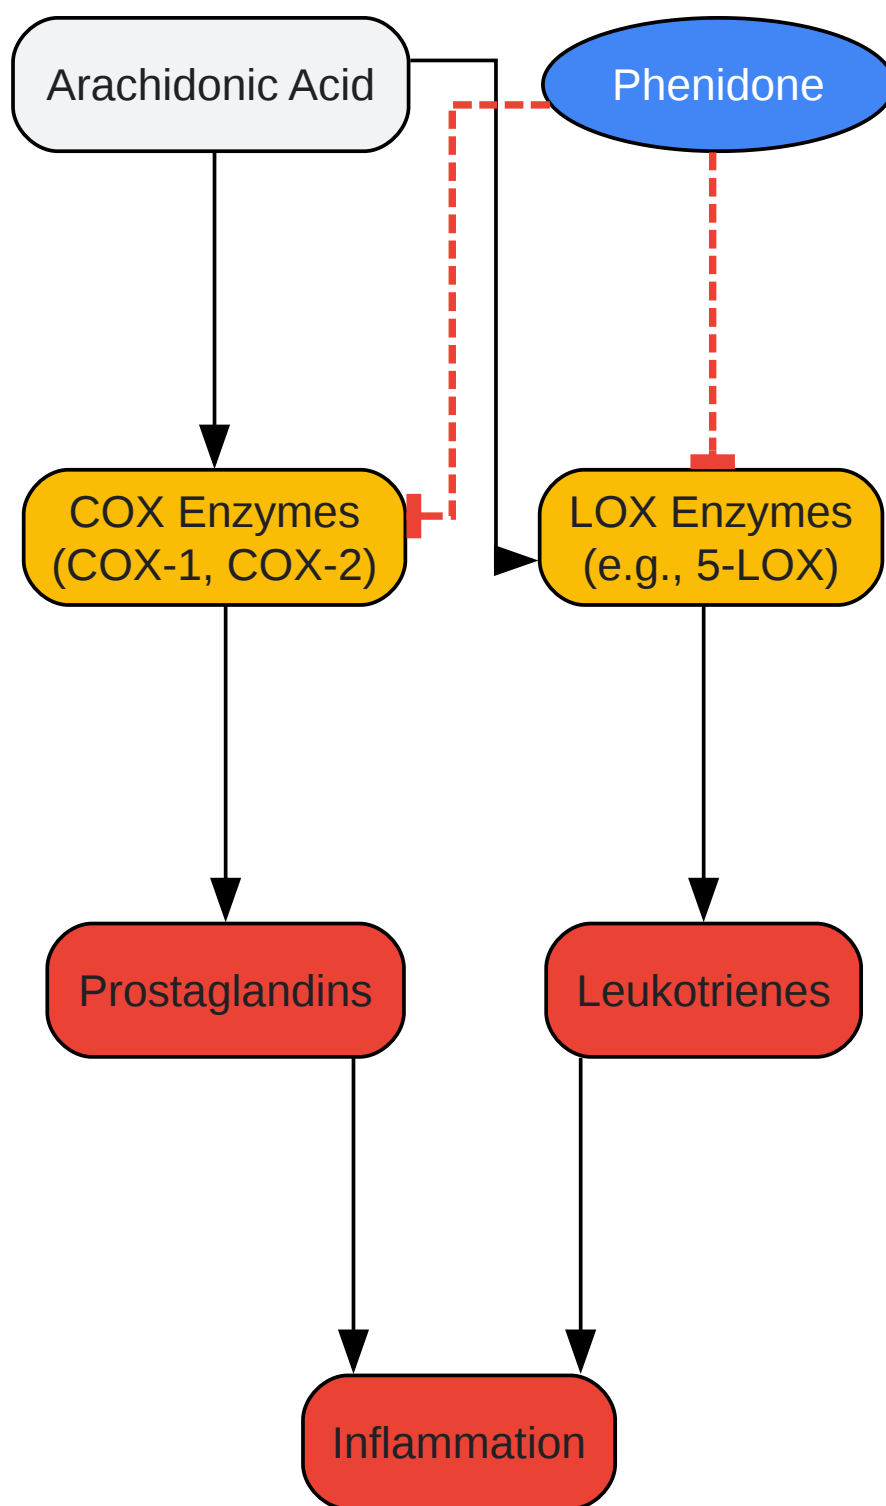 Arachidonic Acid
Phenidone
COX Enzymes
(COX-1, COX-2)
LOX Enzymes
(e.g., 5-LOX)
Prostaglandins
Leukotrienes
Inflammation